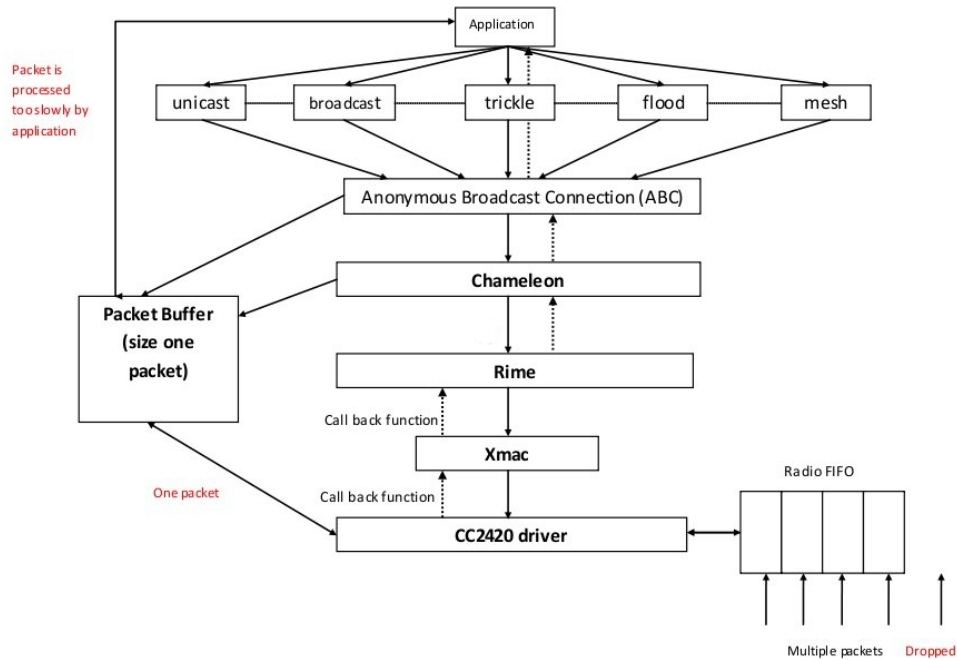 Application
Packet is
processed
too slowly by
application
unicast
broadcast
trickle
flood
mesh
Anonymous Broadcast Connection (ABC)
Chameleon
Packet Buffer
(size one
packet)
Rime
Call back function
Xmac
Radio FIFO
One packet
Call back function
CC2420 driver
Multiple packets
Dropped